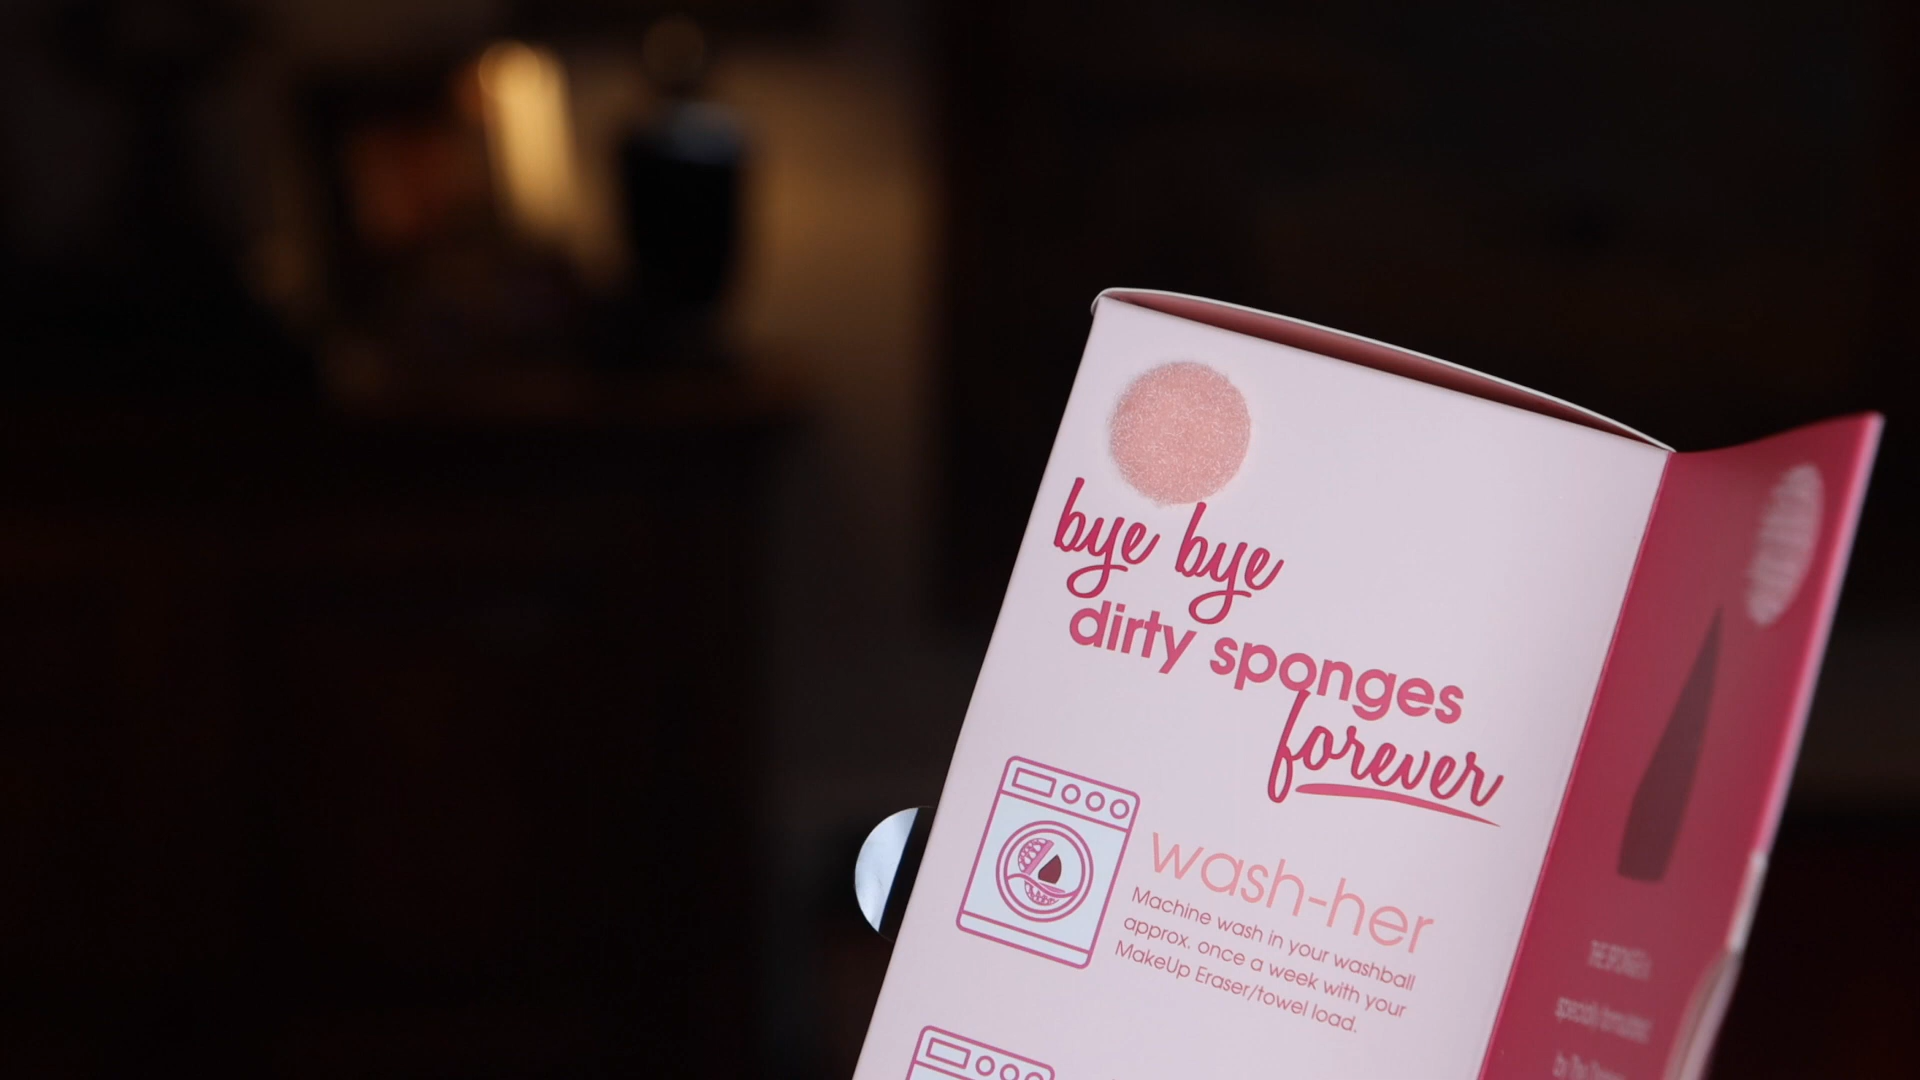 bye bye
dirty sponges
forever
wash-her
Machine wash in your washball
approx. once a week with your
MakeUp Eraser/towel load.